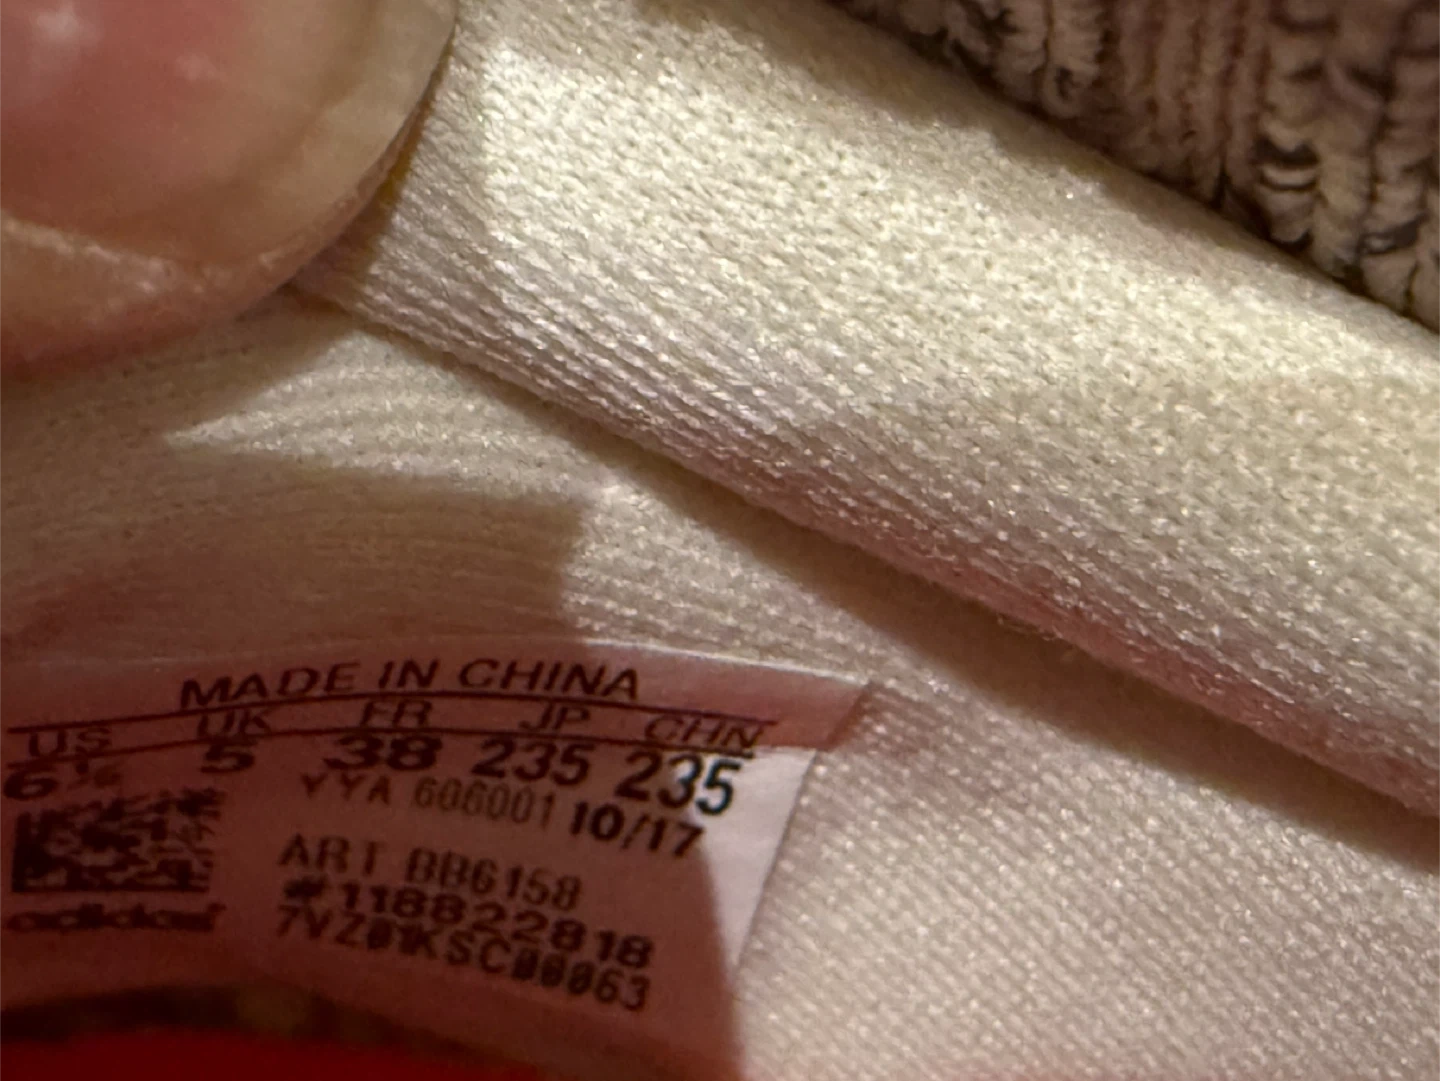 MADE IN CHINA
US UK FR JP CHN
6½ 5 38 235 235
YYA 606001 10/17
ART BB6158
#118822818
7VZ01KSC00063
adidas